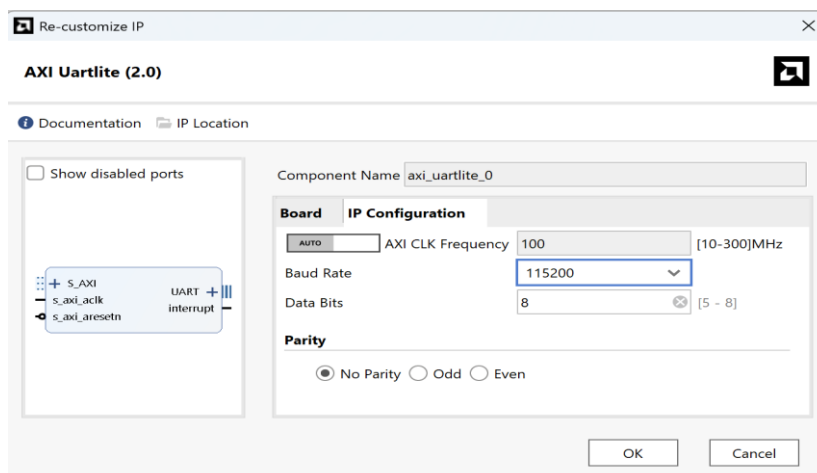 Re-customize IP
AXI Uartlite (2.0)
Documentation IP Location
Show disabled ports
S_AXI
s_axi_aclk
s_axi_aresetn
UART
interrupt
Component Name axi_uartlite_0
Board IP Configuration
AUTO AXI CLK Frequency 100 [10-300]MHz
Baud Rate 115200
Data Bits 8 [5 - 8]
Parity
No Parity Odd Even
OK Cancel